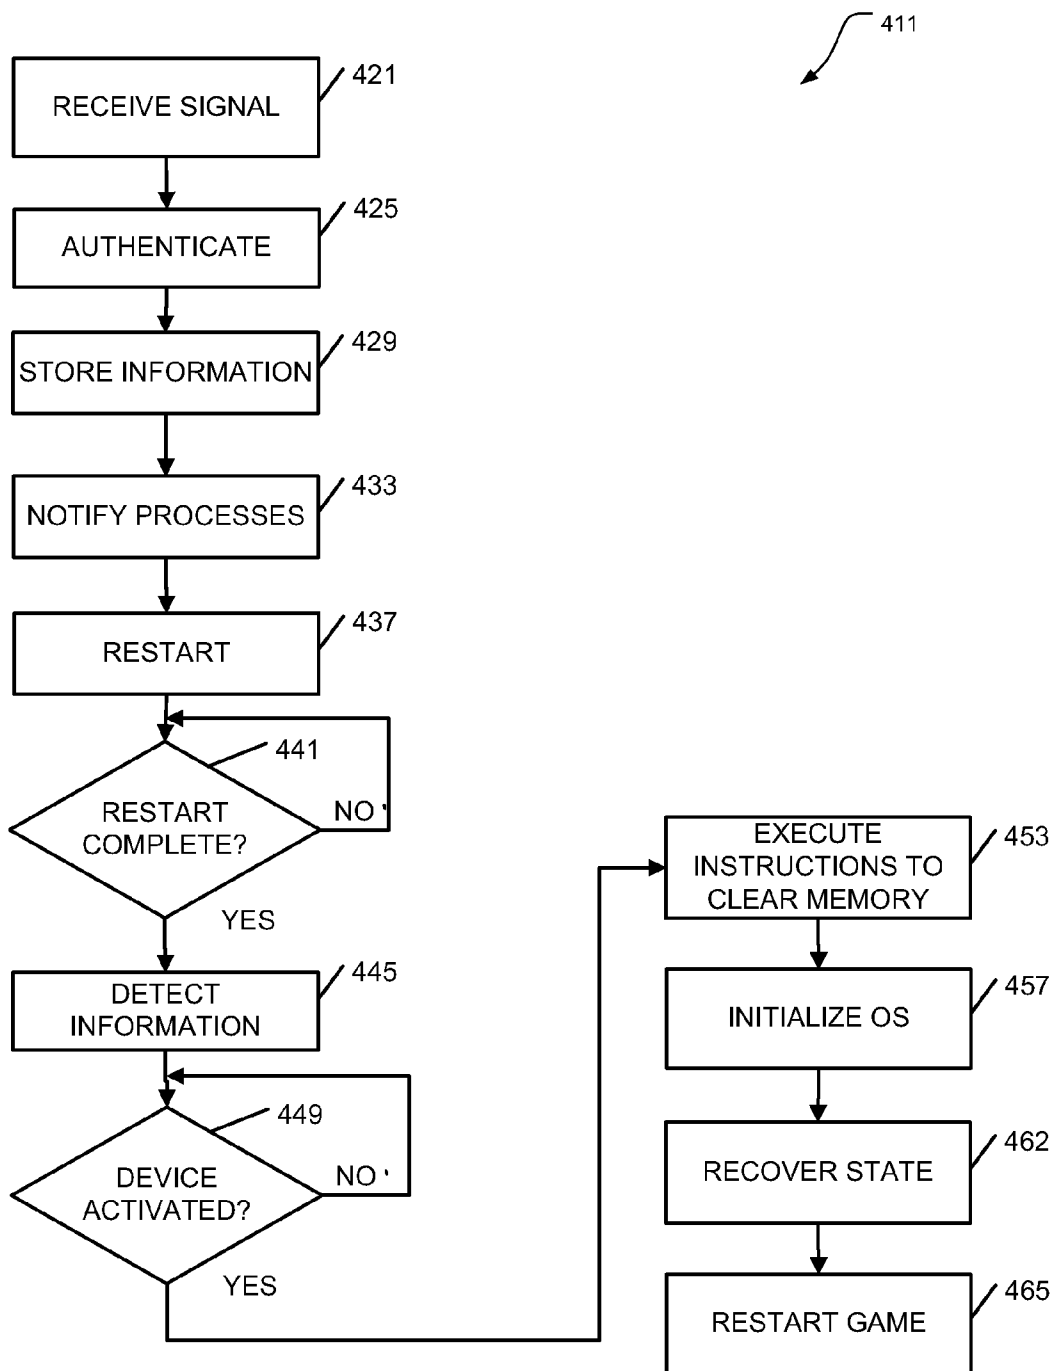 411
RECEIVE SIGNAL
421
AUTHENTICATE
425
STORE INFORMATION
429
NOTIFY PROCESSES
433
RESTART
437
RESTART
COMPLETE?
441
NO
YES
DETECT
INFORMATION
445
DEVICE
ACTIVATED?
449
NO
YES
EXECUTE
INSTRUCTIONS TO
CLEAR MEMORY
453
INITIALIZE OS
457
RECOVER STATE
462
RESTART GAME
465